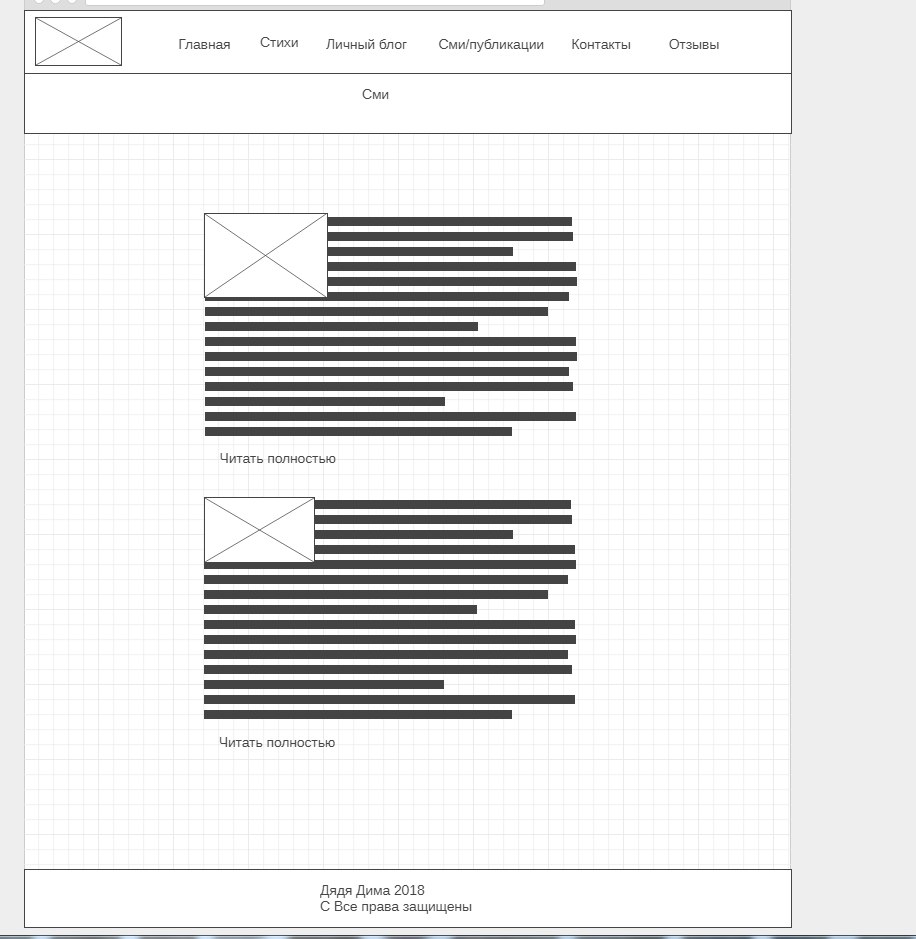 Главная Стихи Личный блог Сми/публикации Контакты Отзывы
Сми
Читать полностью
Читать полностью
Дядя Дима 2018
С Все права защищены